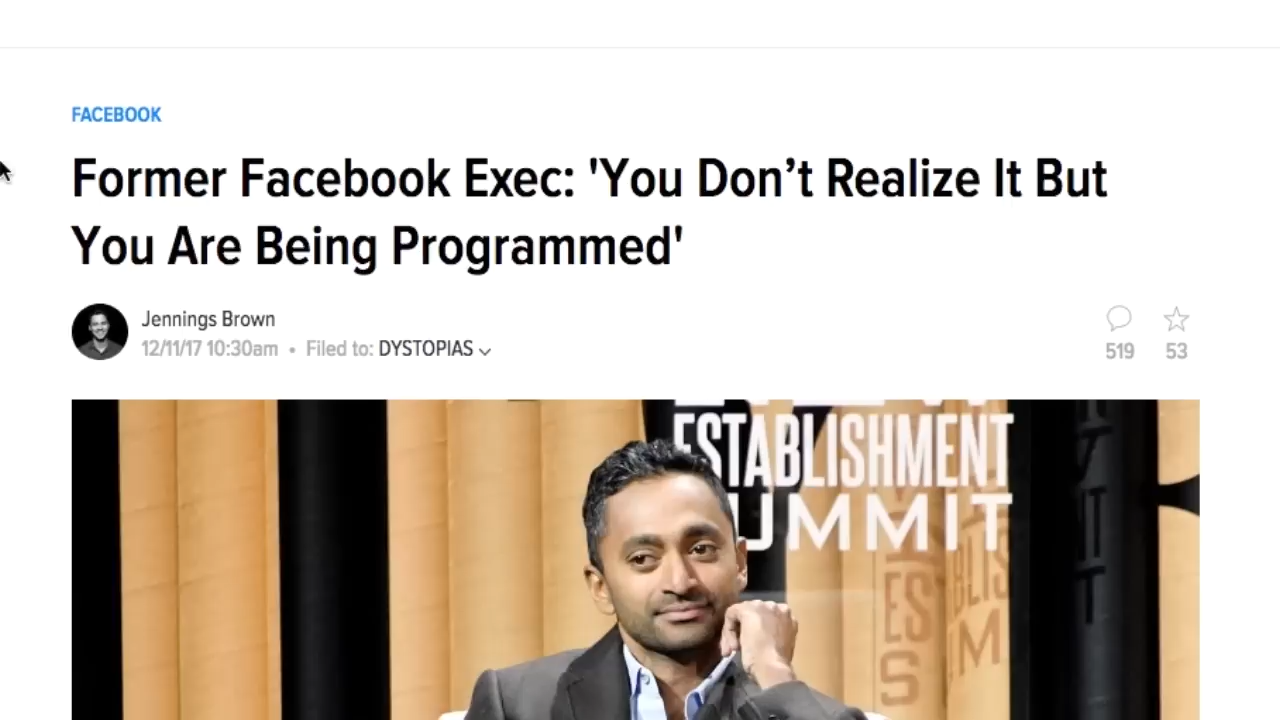 FACEBOOK
Former Facebook Exec: 'You Don’t Realize It But
You Are Being Programmed'
Jennings Brown
12/11/17 10:30am • Filed to: DYSTOPIAS
519 53
ESTABLISHMENT
SUMMIT